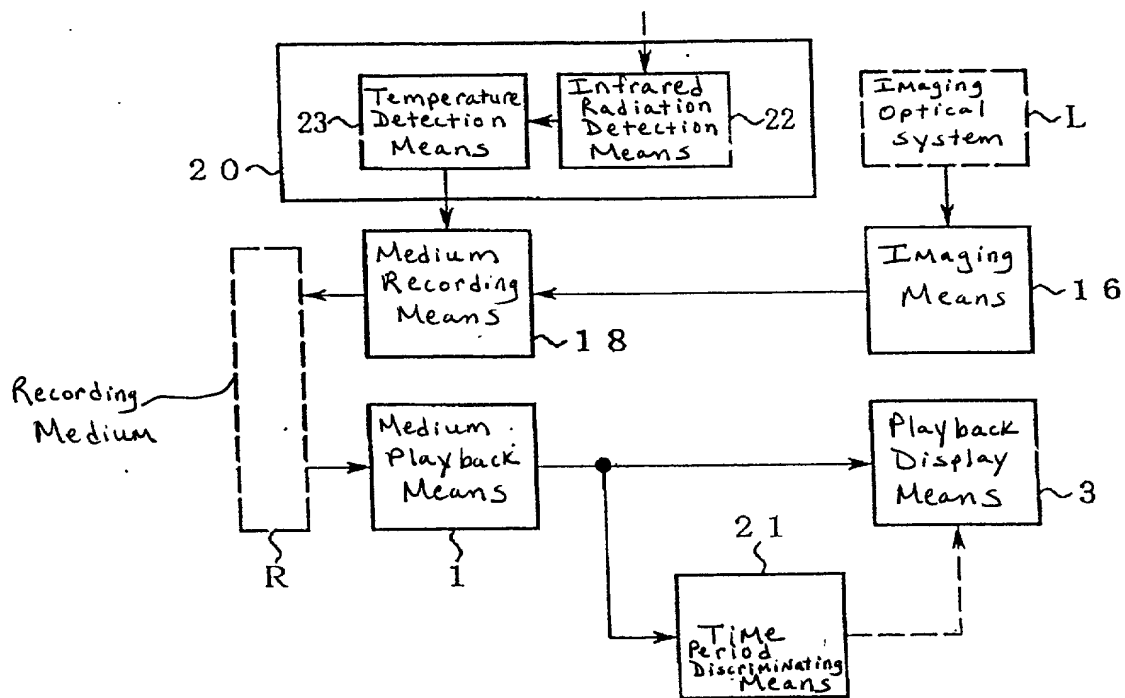 Temperature
Detection
Means
23
Infrared
Radiation
Detection
Means
22
Imaging
Optical
system
L
20
Medium
Recording
Means
18
Imaging
Means
16
Recording
Medium
R
Medium
Playback
Means
1
Playback
Display
Means
3
21
Time
Period
Discriminating
Means